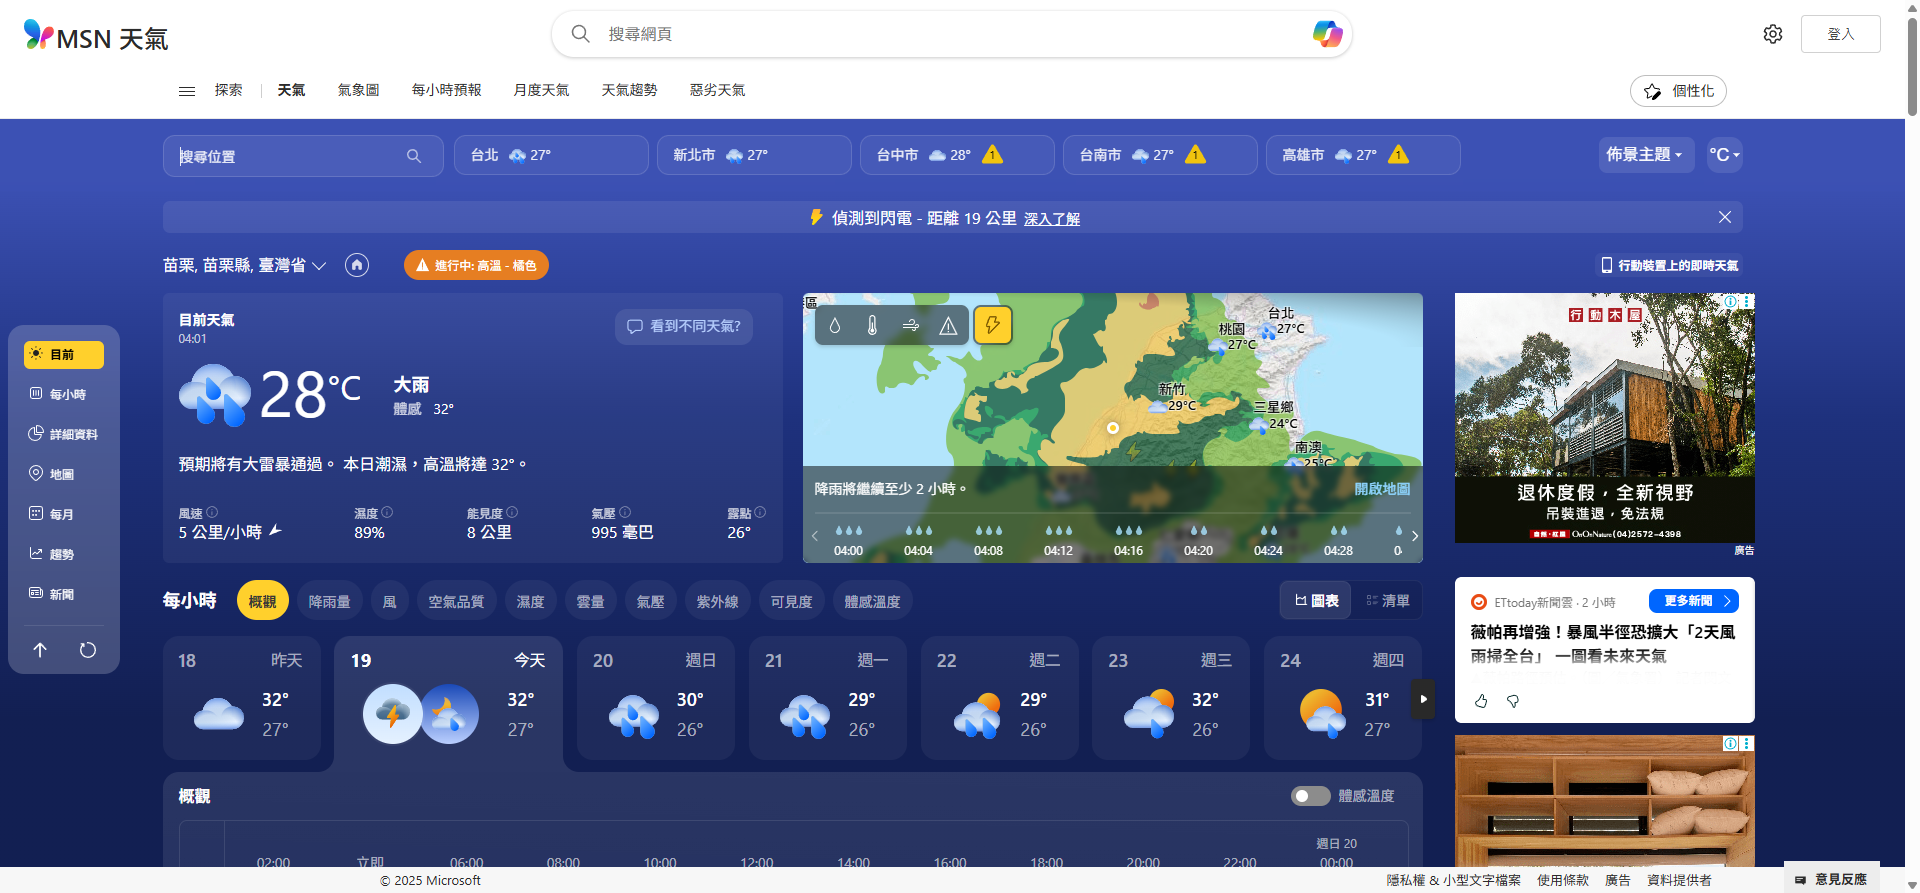 MSN 天氣
搜尋網頁
登入
探索
天氣
氣象圖
每小時預報
月度天氣
天氣趨勢
惡劣天氣
個性化
搜尋位置
台北 27°
新北市 27°
台中市 28° 1
台南市 27° 1
高雄市 27° 1
佈景主題
°C
偵測到閃電 - 距離 19 公里 深入了解
苗栗, 苗栗縣, 臺灣省
進行中: 高溫 - 橘色
行動裝置上的即時天氣
目前
每小時
詳細資料
地圖
每月
趨勢
新聞
目前天氣
04:01
看到不同天氣?
28°C
大雨
體感 32°
預期將有大雷暴通過。 本日潮濕，高溫將達 32°。
風速
5 公里/小時
濕度
89%
能見度
8 公里
氣壓
995 毫巴
露點
26°
區
台北
27°C
桃園
27°C
新竹
29°C
三星鄉
24°C
南澳
25°C
降雨將繼續至少 2 小時。
開啟地圖
04:00 04:04 04:08 04:12 04:16 04:20 04:24 04:28
行動木屋
退休度假，全新視野
吊裝進退，免法規
OnOnNature (04)2572-4398
廣告
每小時
概觀
降雨量
風
空氣品質
濕度
雲量
氣壓
紫外線
可見度
體感溫度
圖表
清單
18 昨天
32°
27°
19 今天
32°
27°
20 週日
30°
26°
21 週一
29°
26°
22 週二
29°
26°
23 週三
32°
26°
24 週四
31°
27°
ETtoday新聞雲 · 2 小時
更多新聞
薇帕再增強！暴風半徑恐擴大「2天風
雨掃全台」 一圖看未來天氣
概觀
體感溫度
週日 20
02:00 立即 06:00 08:00 10:00 12:00 14:00 16:00 18:00 20:00 22:00 00:00
© 2025 Microsoft
隱私權 & 小型文字檔案
使用條款
廣告
資料提供者
意見反應